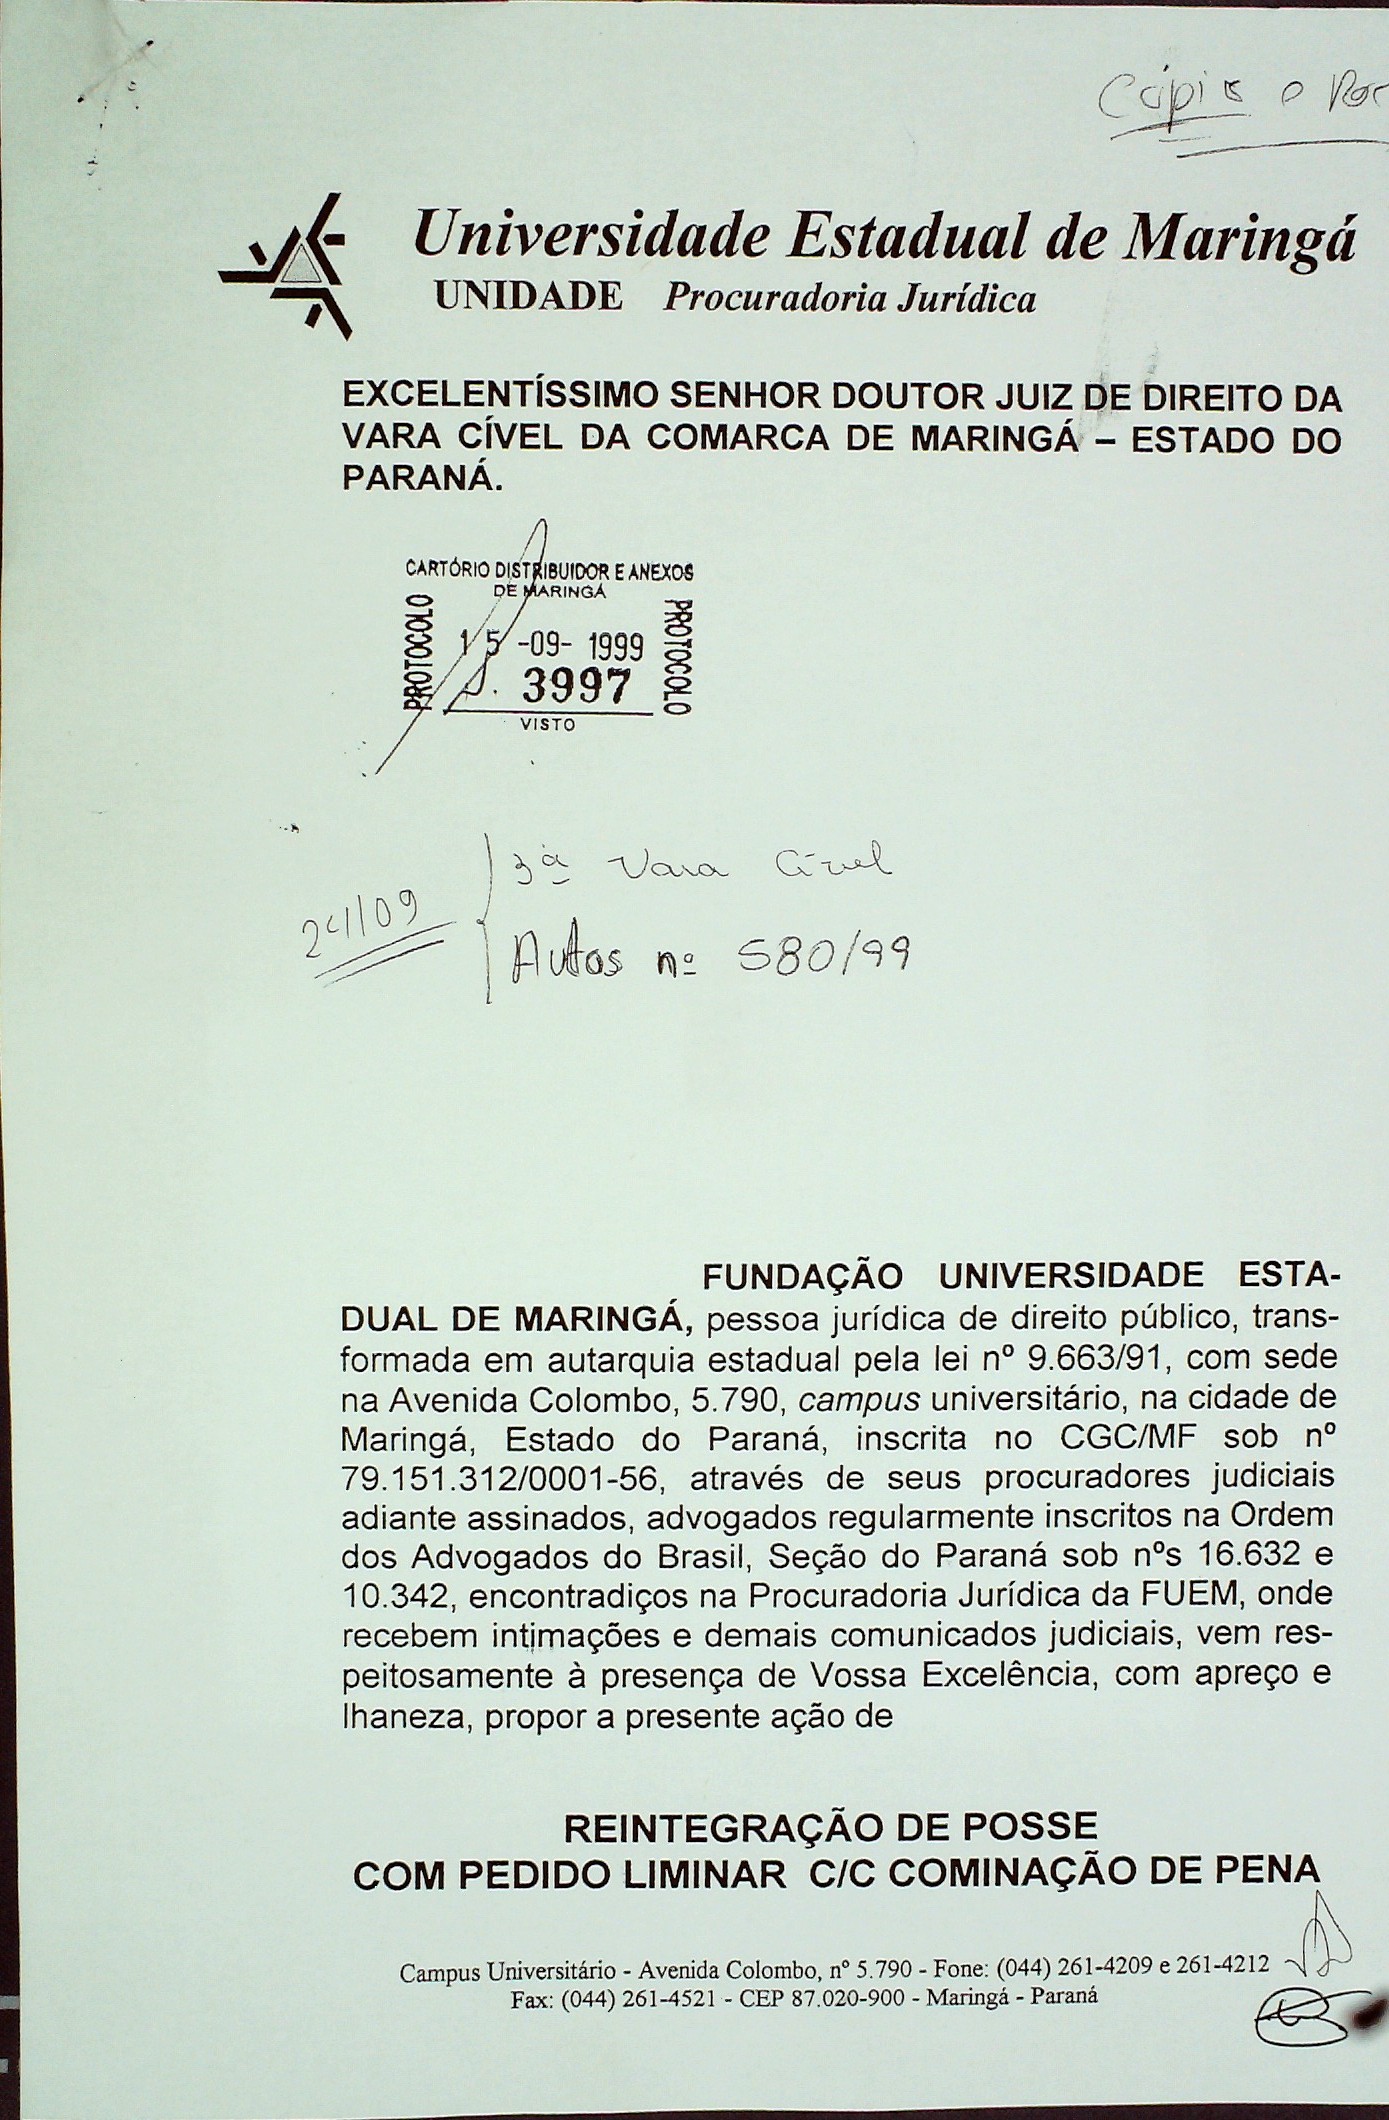 Cópia o
Universidade Estadual de Maringá
UNIDADE Procuradoria Jurídica
EXCELENTÍSSIMO SENHOR DOUTOR JUIZ DE DIREITO DA
VARA CÍVEL DA COMARCA DE MARINGÁ – ESTADO DO
PARANÁ.
CARTÓRIO DISTRIBUIDOR E ANEXOS
DE MARINGÁ
PROTOCOLO
15 -09- 1999
3997
PROTOCOLO
VISTO
3ª Vara Cível
24/09
Autos nº 580/99
FUNDAÇÃO UNIVERSIDADE ESTA-
DUAL DE MARINGÁ, pessoa jurídica de direito público, trans-
formada em autarquia estadual pela lei nº 9.663/91, com sede
na Avenida Colombo, 5.790, campus universitário, na cidade de
Maringá, Estado do Paraná, inscrita no CGC/MF sob nº
79.151.312/0001-56, através de seus procuradores judiciais
adiante assinados, advogados regularmente inscritos na Ordem
dos Advogados do Brasil, Seção do Paraná sob nºs 16.632 e
10.342, encontradiços na Procuradoria Jurídica da FUEM, onde
recebem intimações e demais comunicados judiciais, vem res-
peitosamente à presença de Vossa Excelência, com apreço e
lhaneza, propor a presente ação de
REINTEGRAÇÃO DE POSSE
COM PEDIDO LIMINAR C/C COMINAÇÃO DE PENA
Campus Universitário - Avenida Colombo, nº 5.790 - Fone: (044) 261-4209 e 261-4212
Fax: (044) 261-4521 - CEP 87.020-900 - Maringá - Paraná